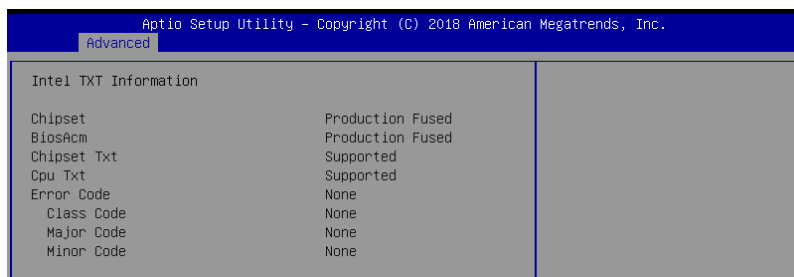 Aptio Setup Utility – Copyright (C) 2018 American Megatrends, Inc.
Advanced
Intel TXT Information
Chipset Production Fused
BiosAcm Production Fused
Chipset Txt Supported
Cpu Txt Supported
Error Code None
Class Code None
Major Code None
Minor Code None